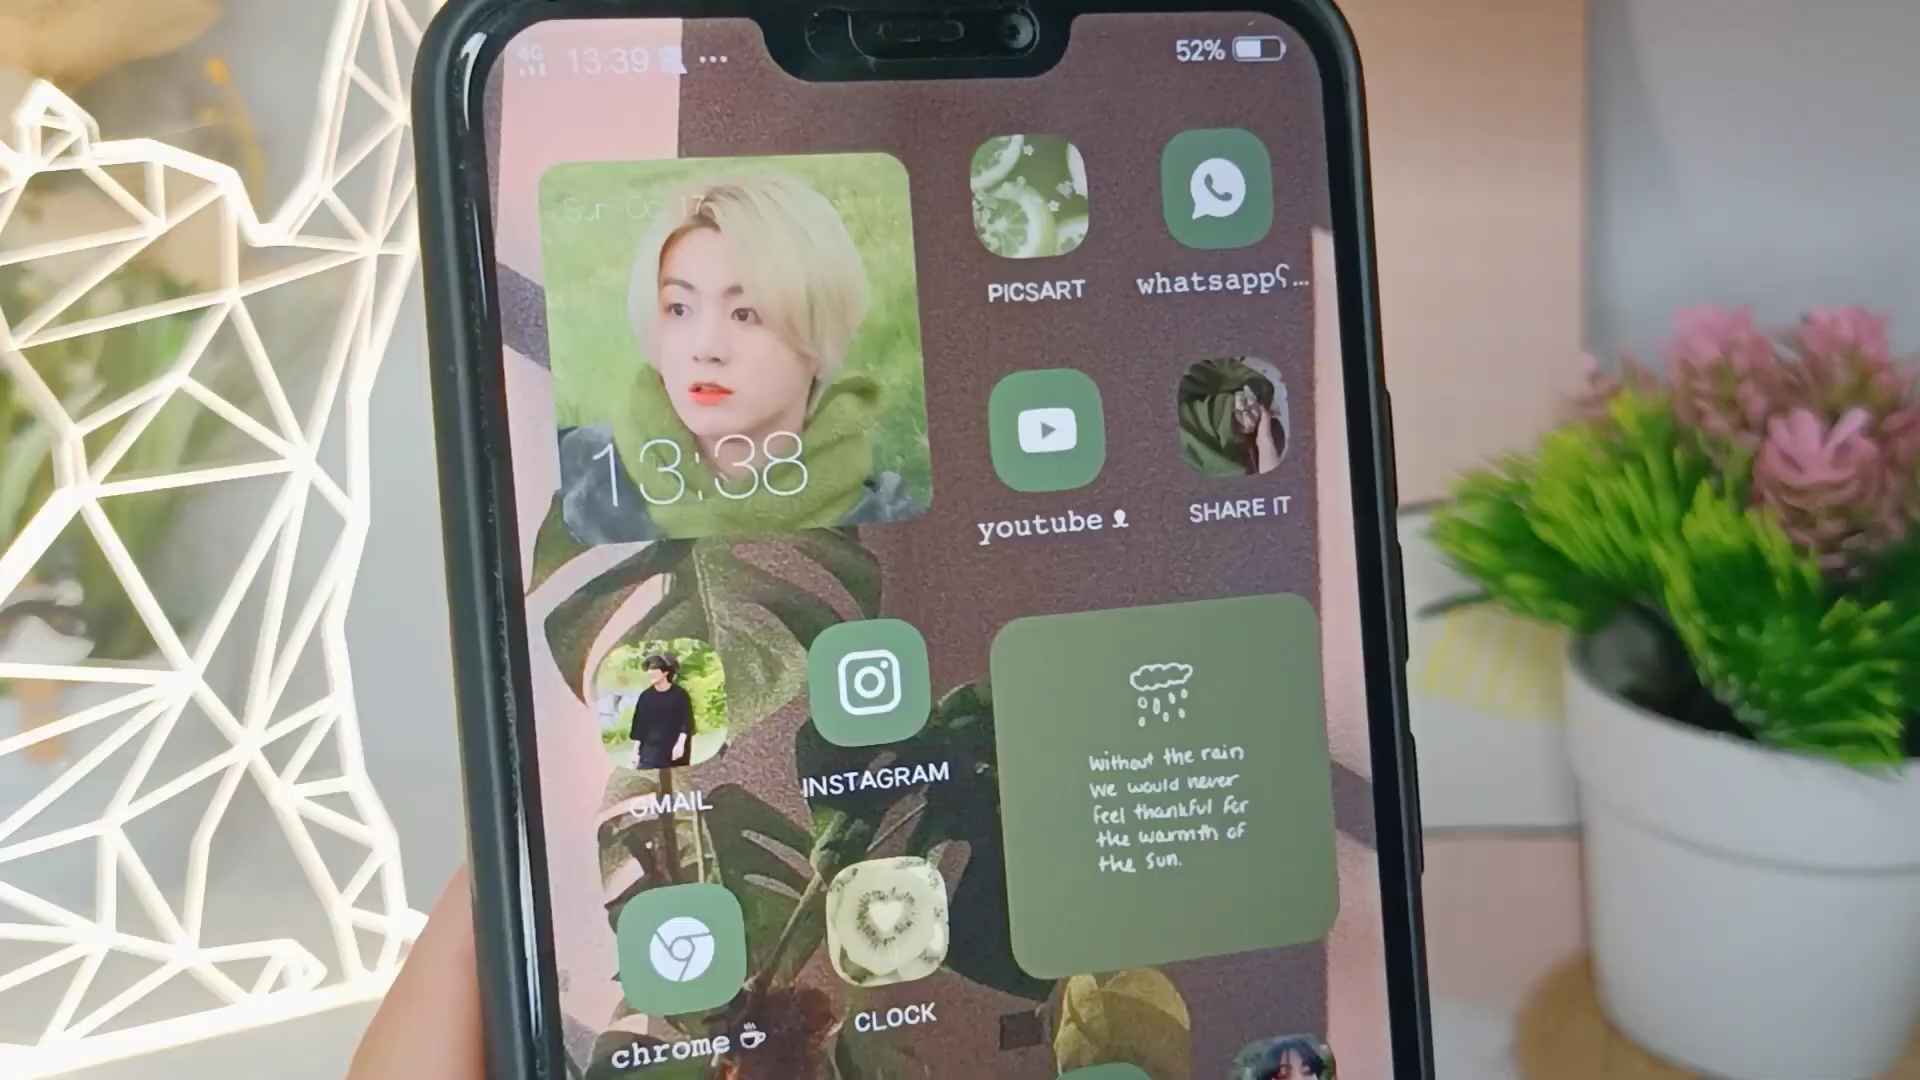 4G 13:39 ... 52%
13:38
PICSART
whatsapp
youtube
SHARE IT
GMAIL
INSTAGRAM
Without the rain
We would never
feel thankful for
the warmth of
the sun.
chrome
CLOCK